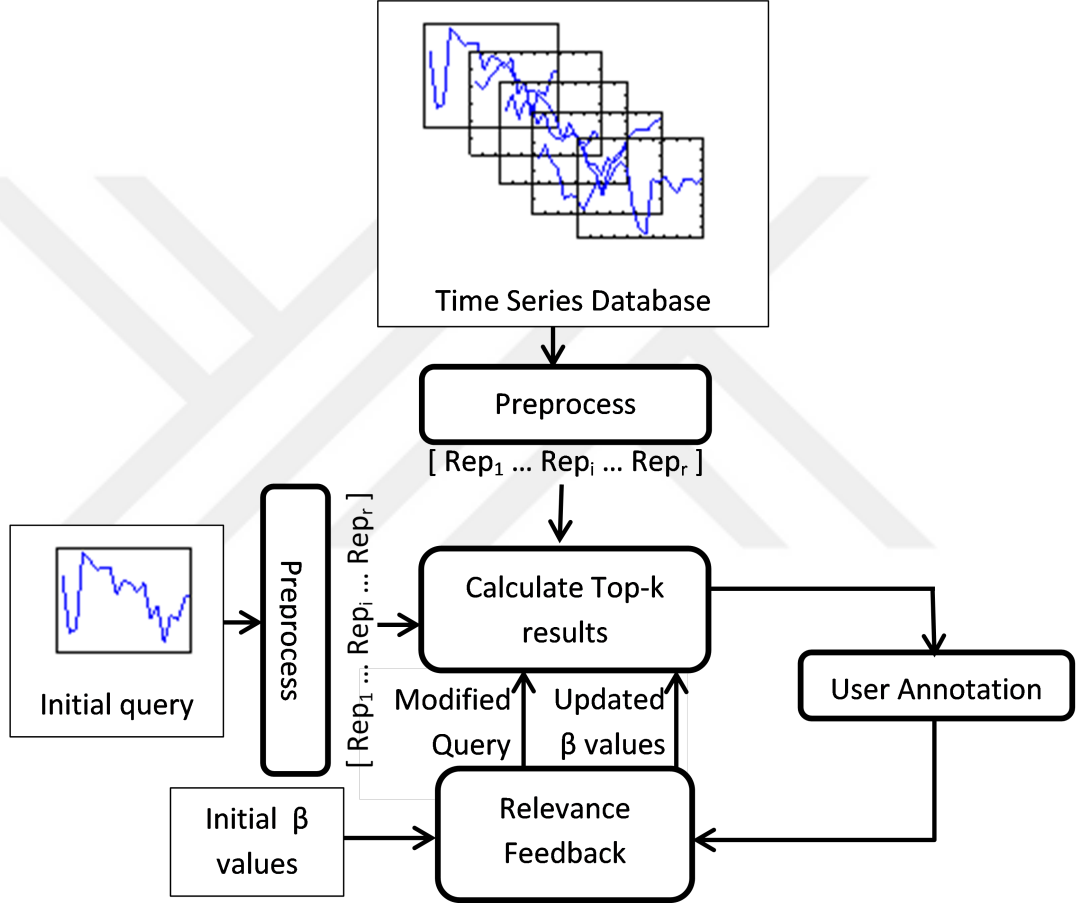 Time Series Database
Preprocess
[ Rep₁ ... Repᵢ ... Repᵣ ]
Preprocess
[ Rep₁ ... Repᵢ ... Repᵣ ]
Initial query
Calculate Top-k
results
User Annotation
Modified
Query
Updated
β values
Initial β
values
Relevance
Feedback